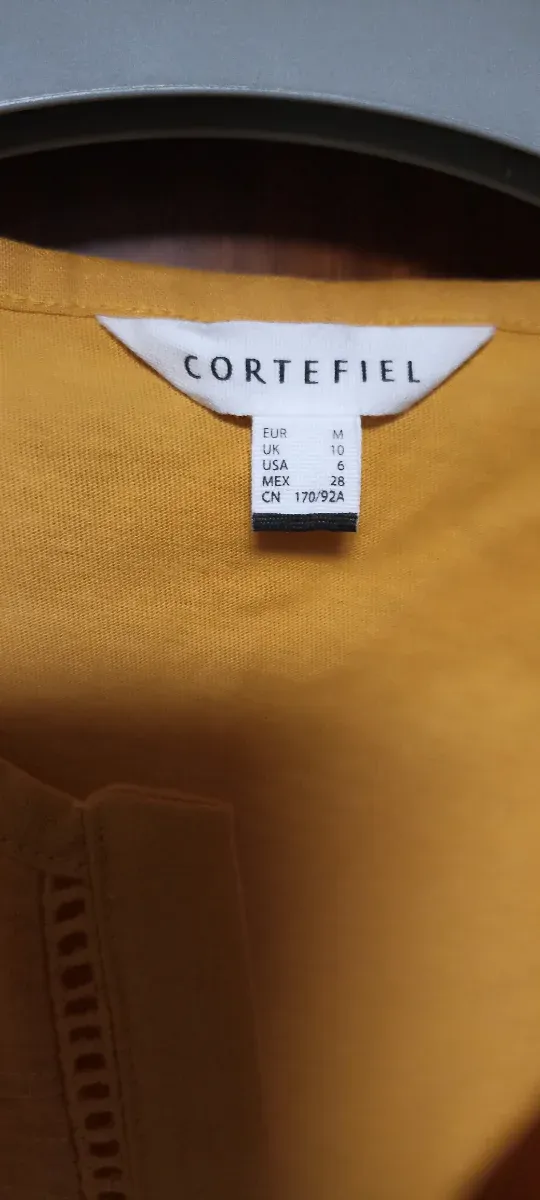 CORTEFIEL
EUR M
UK 10
USA 6
MEX 28
CN 170/92A